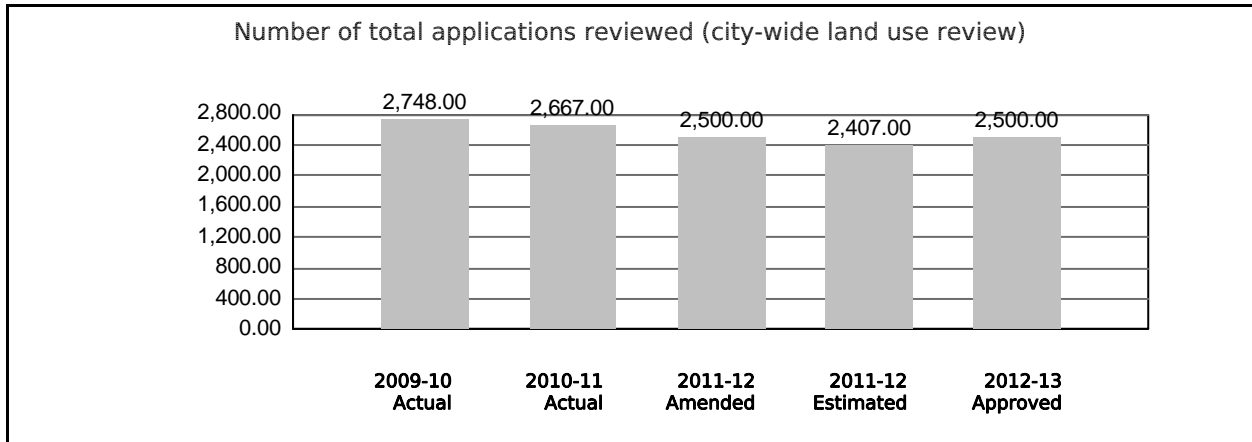 Number of total applications reviewed (city-wide land use review)
2,748.00 2,667.00 2,500.00 2,407.00 2,500.00
2,800.00
2,400.00
2,000.00
1,600.00
1,200.00
800.00
400.00
0.00
2009-10 2010-11 2011-12 2011-12 2012-13
Actual Actual Amended Estimated Approved